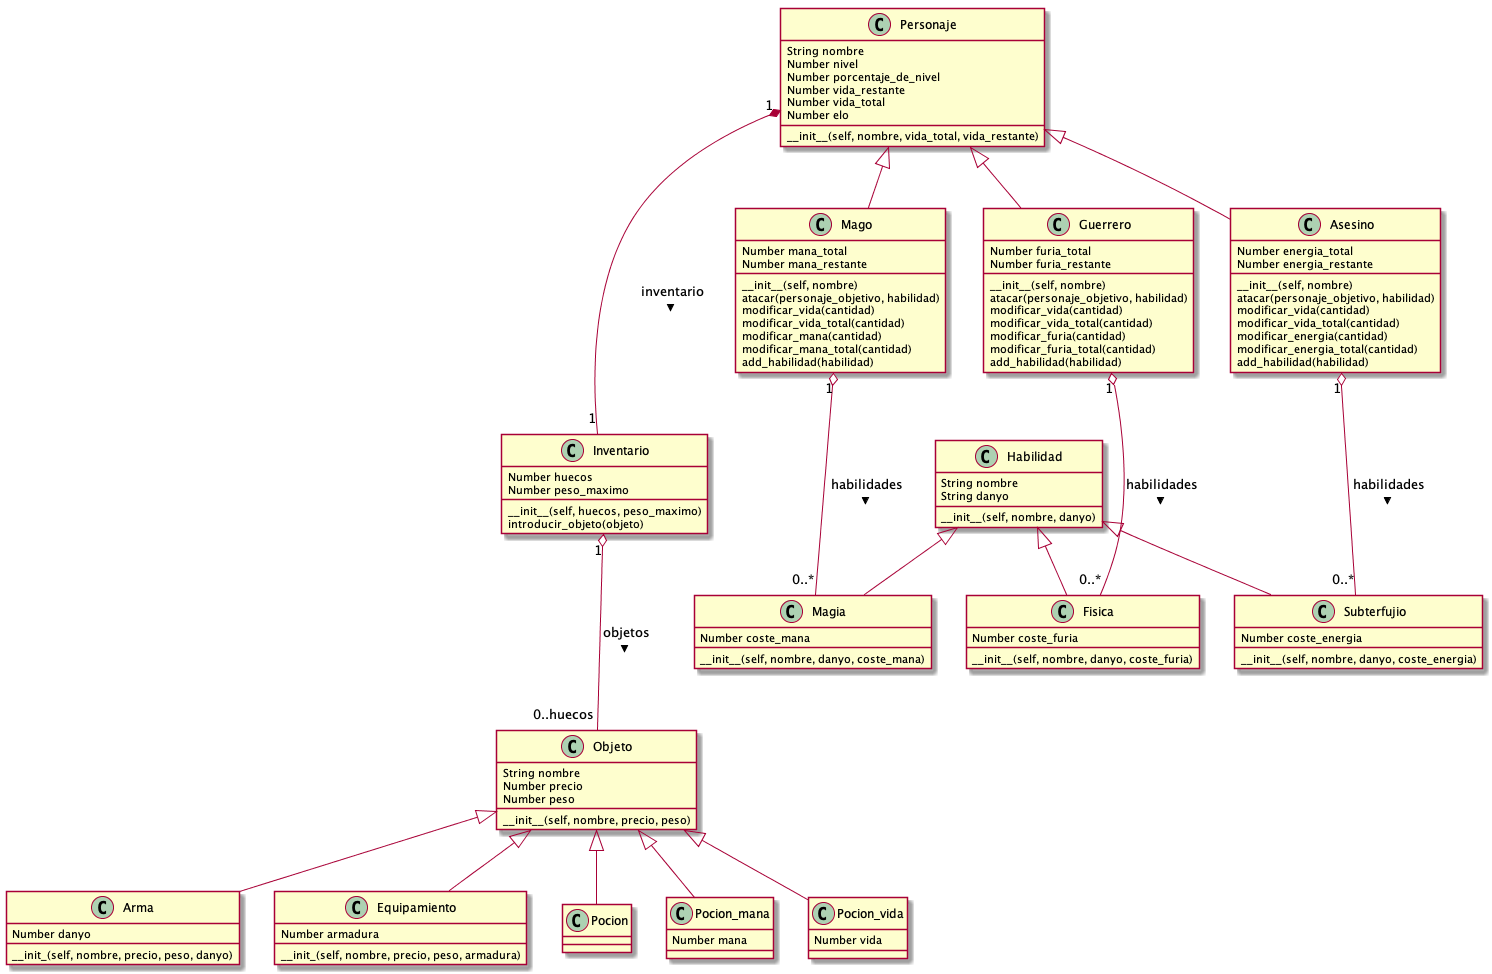 C Personaje
String nombre
Number nivel
Number porcentaje_de_nivel
Number vida_restante
Number vida_total
Number elo
__init__(self, nombre, vida_total, vida_restante)
1
C Mago
Number mana_total
Number mana_restante
__init__(self, nombre)
atacar(personaje_objetivo, habilidad)
modificar_vida(cantidad)
modificar_vida_total(cantidad)
modificar_mana(cantidad)
modificar_mana_total(cantidad)
add_habilidad(habilidad)
1
C Guerrero
Number furia_total
Number furia_restante
__init__(self, nombre)
atacar(personaje_objetivo, habilidad)
modificar_vida(cantidad)
modificar_vida_total(cantidad)
modificar_furia(cantidad)
modificar_furia_total(cantidad)
add_habilidad(habilidad)
1
C Asesino
Number energia_total
Number energia_restante
__init__(self, nombre)
atacar(personaje_objetivo, habilidad)
modificar_vida(cantidad)
modificar_vida_total(cantidad)
modificar_energia(cantidad)
modificar_energia_total(cantidad)
add_habilidad(habilidad)
1
inventario
1
C Inventario
Number huecos
Number peso_maximo
__init__(self, huecos, peso_maximo)
introducir_objeto(objeto)
1
habilidades
0..*
C Habilidad
String nombre
String danyo
__init__(self, nombre, danyo)
habilidades
0..*
habilidades
0..*
C Magia
Number coste_mana
__init__(self, nombre, danyo, coste_mana)
C Fisica
Number coste_furia
__init__(self, nombre, danyo, coste_furia)
C Subterfujio
Number coste_energia
__init__(self, nombre, danyo, coste_energia)
objetos
0..huecos
C Objeto
String nombre
Number precio
Number peso
__init__(self, nombre, precio, peso)
C Arma
Number danyo
__init_(self, nombre, precio, peso, danyo)
C Equipamiento
Number armadura
__init_(self, nombre, precio, peso, armadura)
C Pocion
C Pocion_mana
Number mana
C Pocion_vida
Number vida